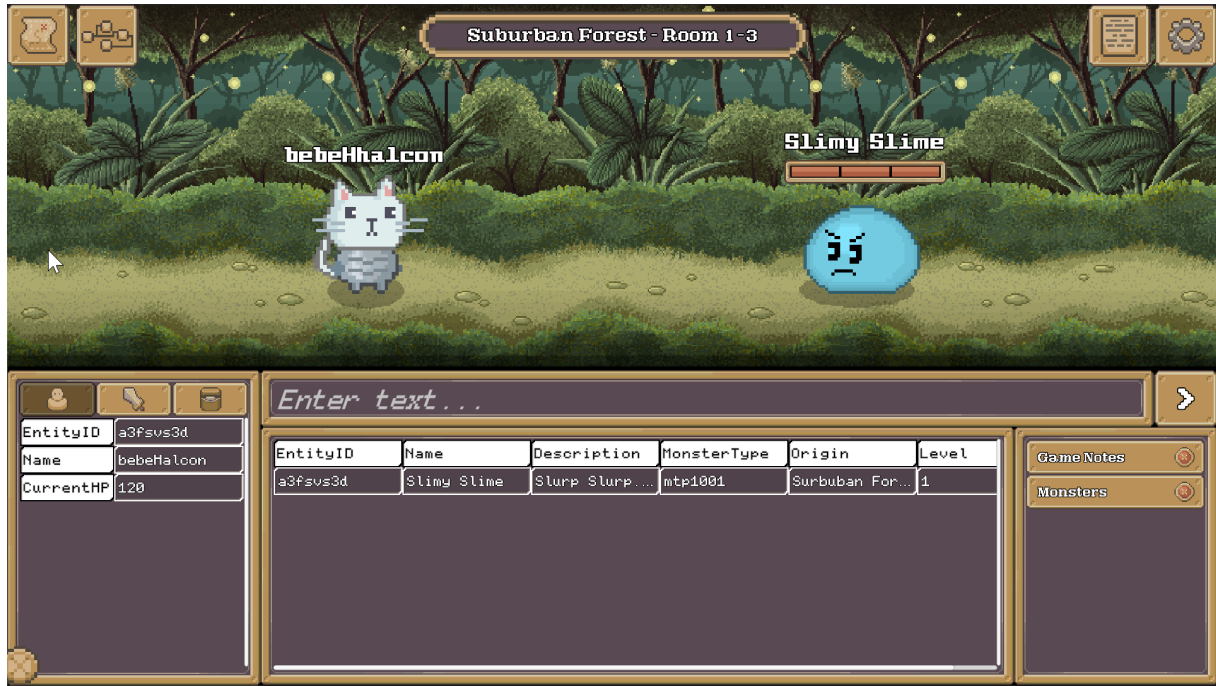 Suburban Forest - Room 1-3
bebeHhalcon
Slimy Slime
Enter text...
EntityID a3fsvs3d
Name bebeHalcon
CurrentHP 120
EntityID Name Description MonsterType Origin Level
a3fsvs3d Slimy Slime Slurp Slurp.... mtp1001 Surbuban For... 1
Game Notes
Monsters